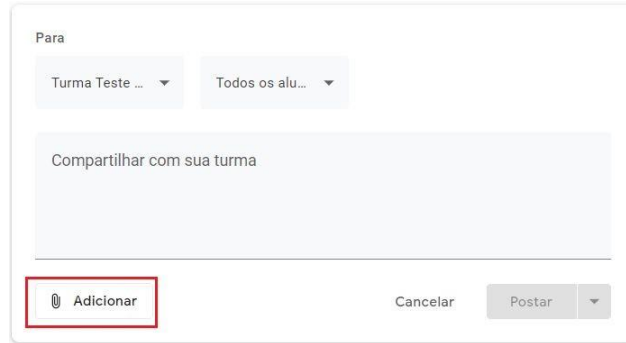 Para
Turma Teste ... Todos os alu...
Compartilhar com sua turma
Adicionar Cancelar Postar